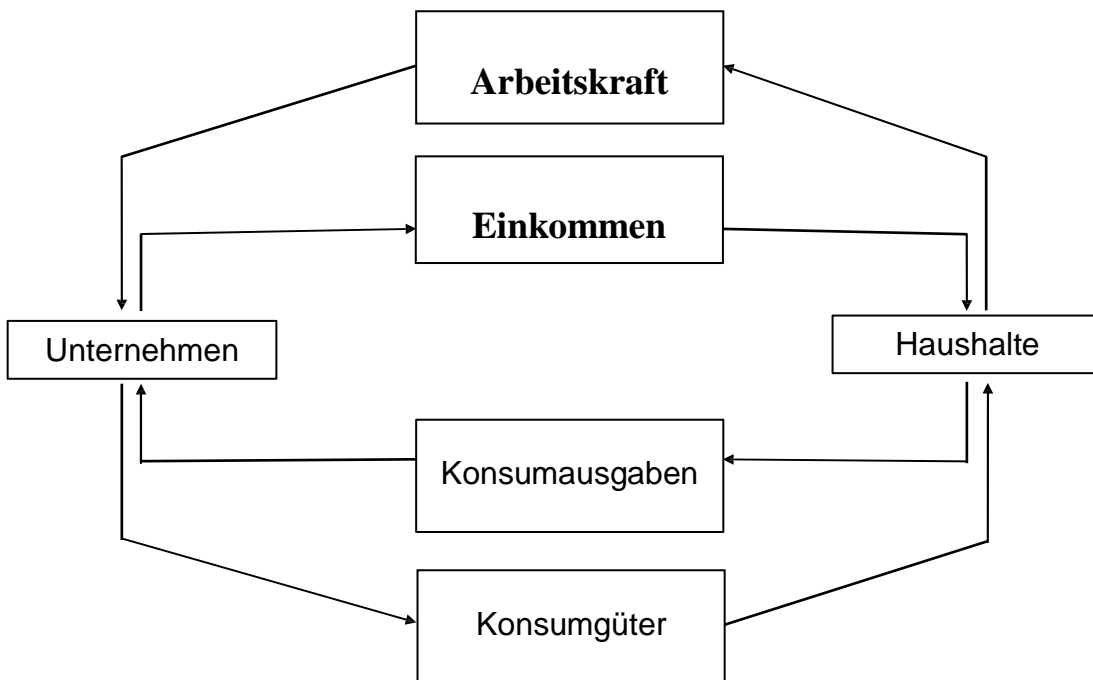 Arbeitskraft
Einkommen
Unternehmen
Haushalte
Konsumausgaben
Konsumgüter